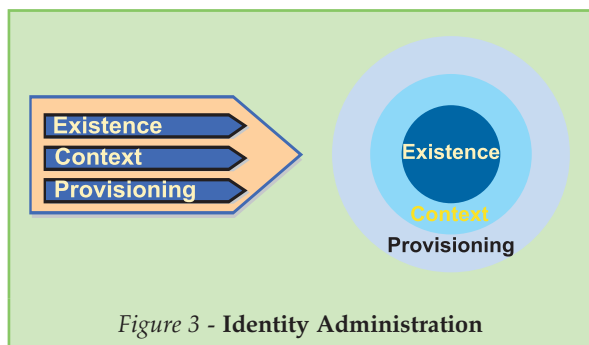 Existence
Context
Provisioning
Existence
Context
Provisioning
Figure 3 - Identity Administration